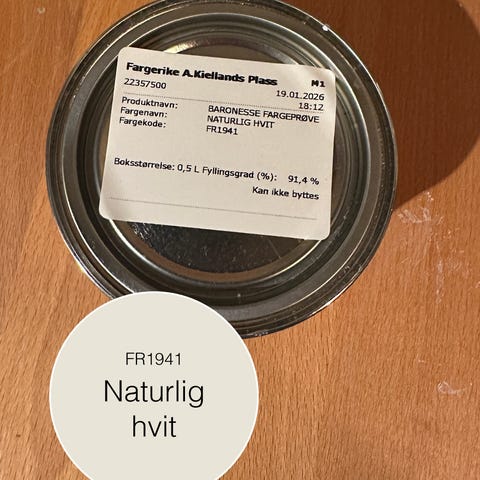 Fargerike A.Kiellands Plass M1
22357500 19.01.2026
18:12
Produktnavn: BARONESSE FARGEPRØVE
Fargenavn: NATURLIG HVIT
Fargekode: FR1941
Boksstørrelse: 0,5 L Fyllingsgrad (%): 91,4 %
Kan ikke byttes
FR1941
Naturlig
hvit